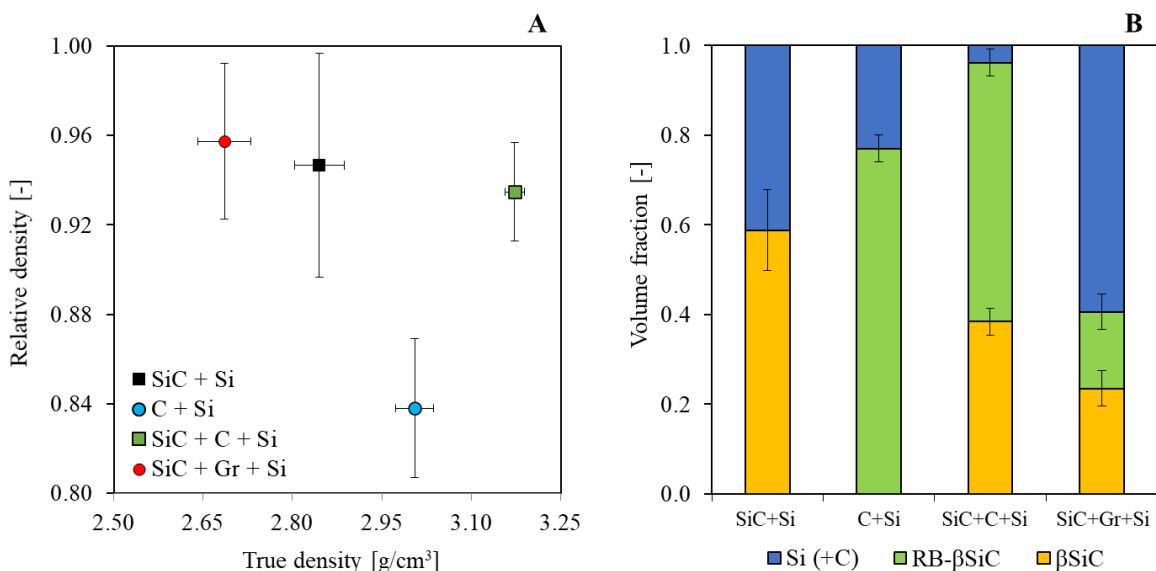 A
Relative density [-]
1.00
0.96
0.92
0.88
0.84
0.80
SiC + Si
C + Si
SiC + C + Si
SiC + Gr + Si
2.50 2.65 2.80 2.95 3.10 3.25
True density [g/cm³]
B
Volume fraction [-]
1.0
0.8
0.6
0.4
0.2
0.0
SiC+Si C+Si SiC+C+Si SiC+Gr+Si
Si (+C) RB-βSiC βSiC